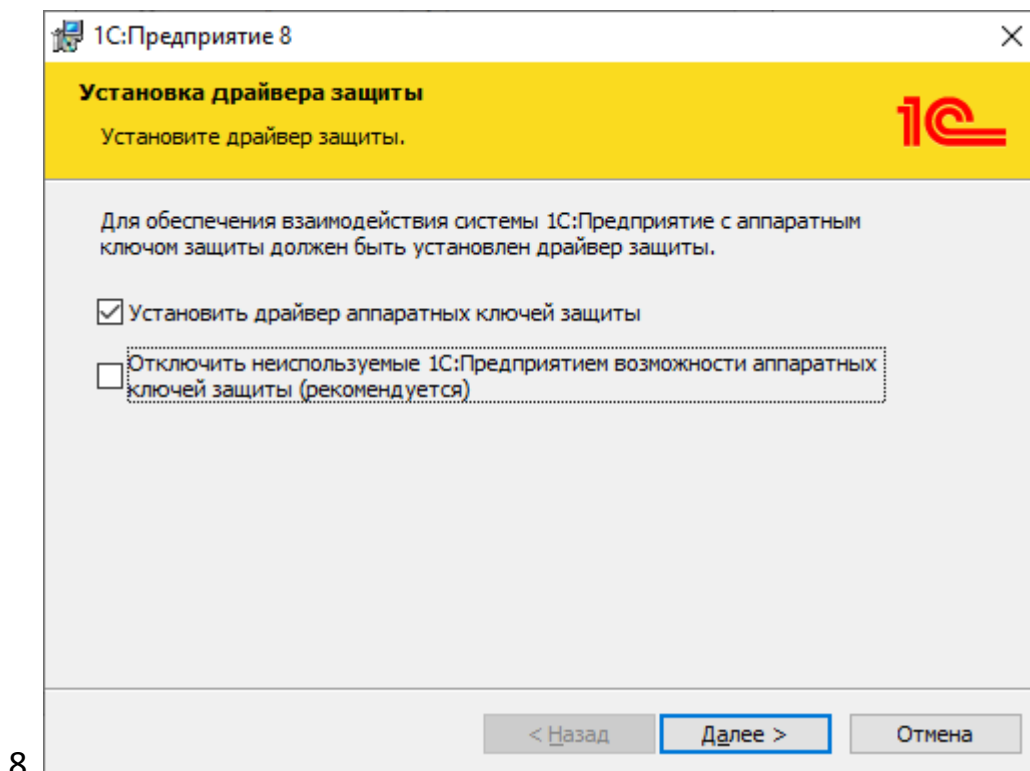 1С:Предприятие 8
Установка драйвера защиты
Установите драйвер защиты.
1С
Для обеспечения взаимодействия системы 1С:Предприятие с аппаратным
ключом защиты должен быть установлен драйвер защиты.
Установить драйвер аппаратных ключей защиты
Отключить неиспользуемые 1С:Предприятием возможности аппаратных
ключей защиты (рекомендуется)
< Назад
Далее >
Отмена
8